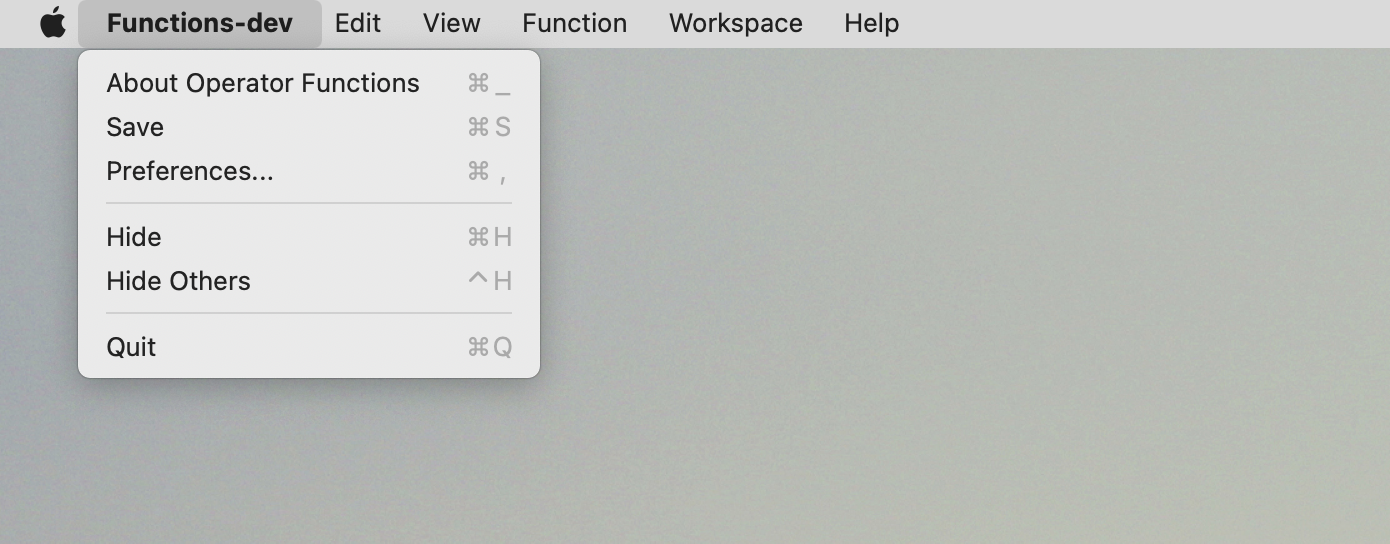 Functions-dev Edit View Function Workspace Help
About Operator Functions ⌘_
Save ⌘S
Preferences... ⌘,
Hide ⌘H
Hide Others ^H
Quit ⌘Q